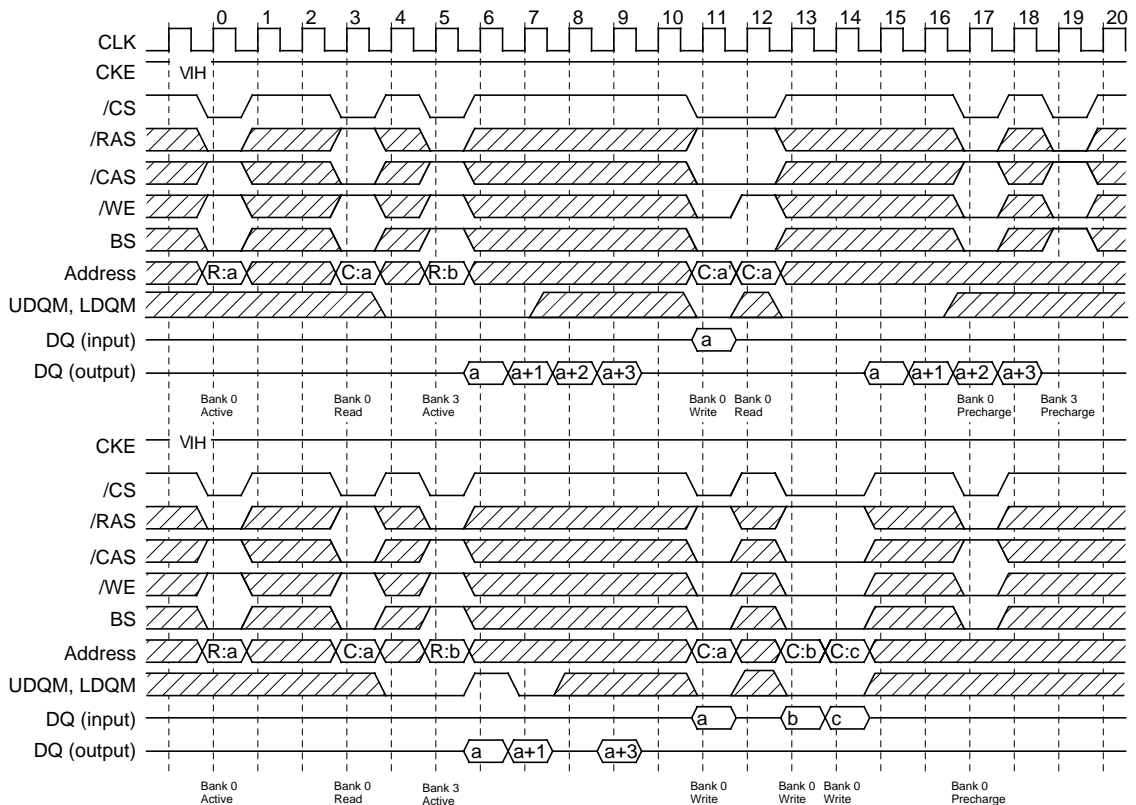 0 1 2 3 4 5 6 7 8 9 10 11 12 13 14 15 16 17 18 19 20
CLK
CKE VIH
/CS
/RAS
/CAS
/WE
BS
Address R:a C:a R:b C:a' C:a
UDQM, LDQM
DQ (input) a
DQ (output) a a+1 a+2 a+3 a a+1 a+2 a+3
Bank 0 Bank 0 Bank 3 Bank 0 Bank 0 Bank 0 Bank 3
Active Read Active Write Read Precharge Precharge
CKE VIH
/CS
/RAS
/CAS
/WE
BS
Address R:a C:a R:b C:a C:b C:c
UDQM, LDQM
DQ (input) a b c
DQ (output) a a+1 a+3
Bank 0 Bank 0 Bank 3 Bank 0 Bank 0 Bank 0 Bank 0
Active Read Active Write Write Write Precharge